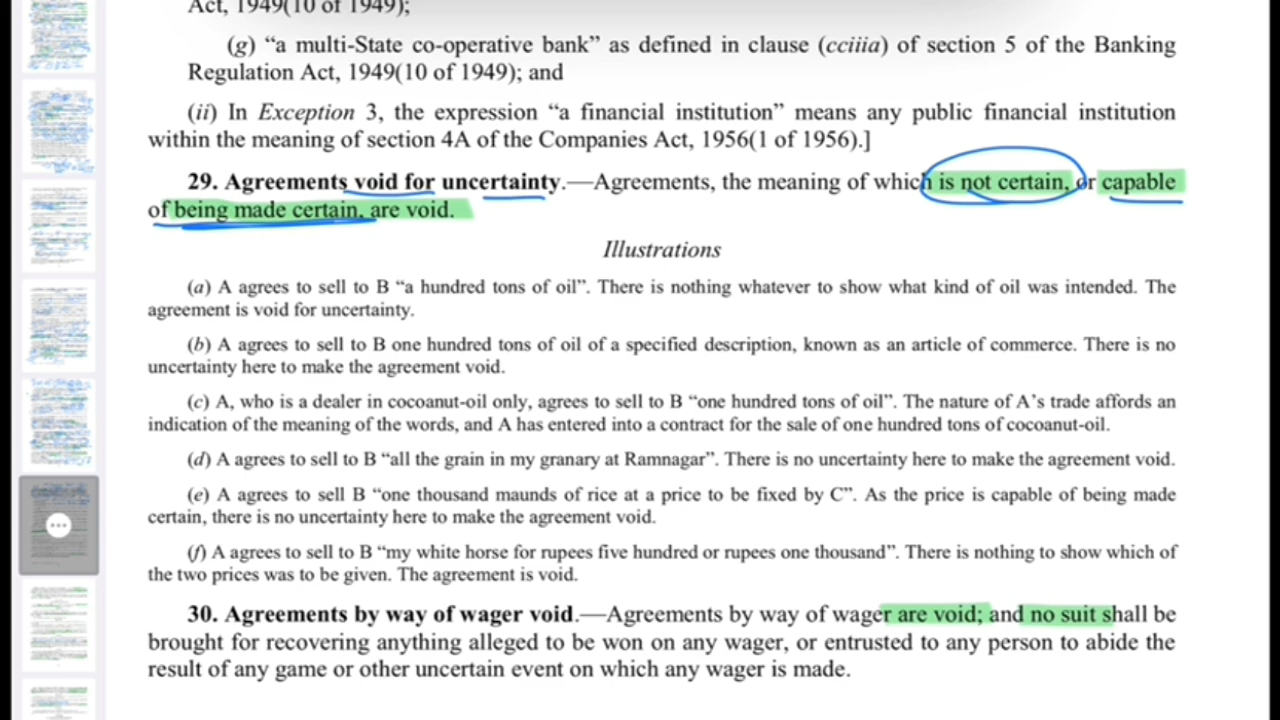 Act, 1949(10 of 1949);
(g) “a multi-State co-operative bank” as defined in clause (cciiia) of section 5 of the Banking
Regulation Act, 1949(10 of 1949); and
(ii) In Exception 3, the expression “a financial institution” means any public financial institution
within the meaning of section 4A of the Companies Act, 1956(1 of 1956).]
29. Agreements void for uncertainty.—Agreements, the meaning of which is not certain, or capable
of being made certain, are void.
Illustrations
(a) A agrees to sell to B “a hundred tons of oil”. There is nothing whatever to show what kind of oil was intended. The
agreement is void for uncertainty.
(b) A agrees to sell to B one hundred tons of oil of a specified description, known as an article of commerce. There is no
uncertainty here to make the agreement void.
(c) A, who is a dealer in cocoanut-oil only, agrees to sell to B “one hundred tons of oil”. The nature of A’s trade affords an
indication of the meaning of the words, and A has entered into a contract for the sale of one hundred tons of cocoanut-oil.
(d) A agrees to sell to B “all the grain in my granary at Ramnagar”. There is no uncertainty here to make the agreement void.
(e) A agrees to sell B “one thousand maunds of rice at a price to be fixed by C”. As the price is capable of being made
certain, there is no uncertainty here to make the agreement void.
(f) A agrees to sell to B “my white horse for rupees five hundred or rupees one thousand”. There is nothing to show which of
the two prices was to be given. The agreement is void.
30. Agreements by way of wager void.—Agreements by way of wager are void; and no suit shall be
brought for recovering anything alleged to be won on any wager, or entrusted to any person to abide the
result of any game or other uncertain event on which any wager is made.